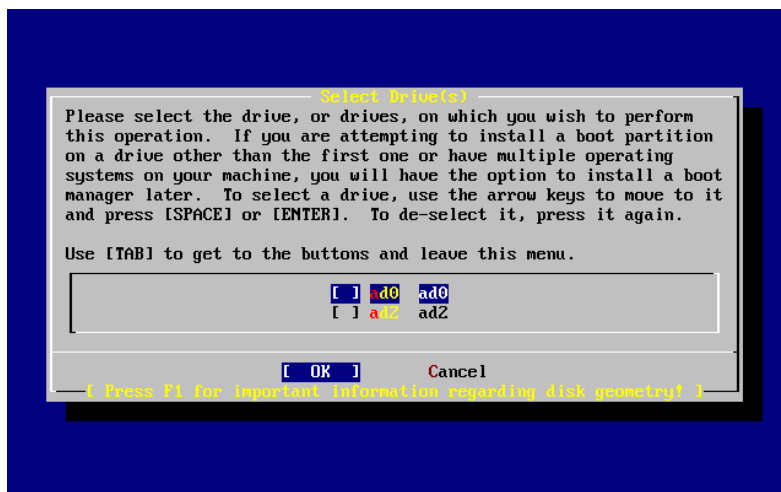 Select Drive(s)
Please select the drive, or drives, on which you wish to perform
this operation.  If you are attempting to install a boot partition
on a drive other than the first one or have multiple operating
systems on your machine, you will have the option to install a boot
manager later.  To select a drive, use the arrow keys to move to it
and press [SPACE] or [ENTER].  To de-select it, press it again.
Use [TAB] to get to the buttons and leave this menu.
[ ] ad0  ad0
[ ] ad2  ad2
[  OK  ]  Cancel
[ Press F1 for important information regarding disk geometry! ]